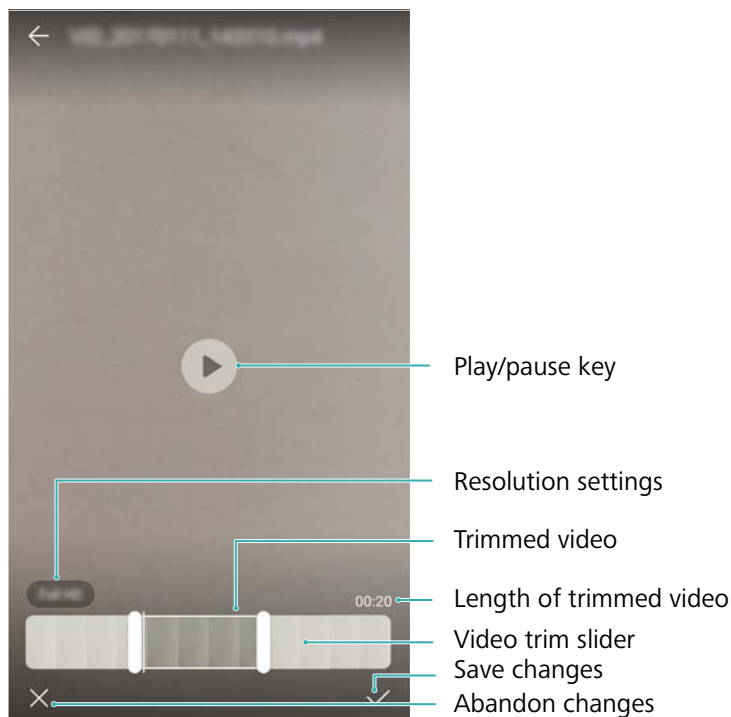 Play/pause key
Resolution settings
Trimmed video
00:20
Length of trimmed video
Video trim slider
Save changes
Abandon changes